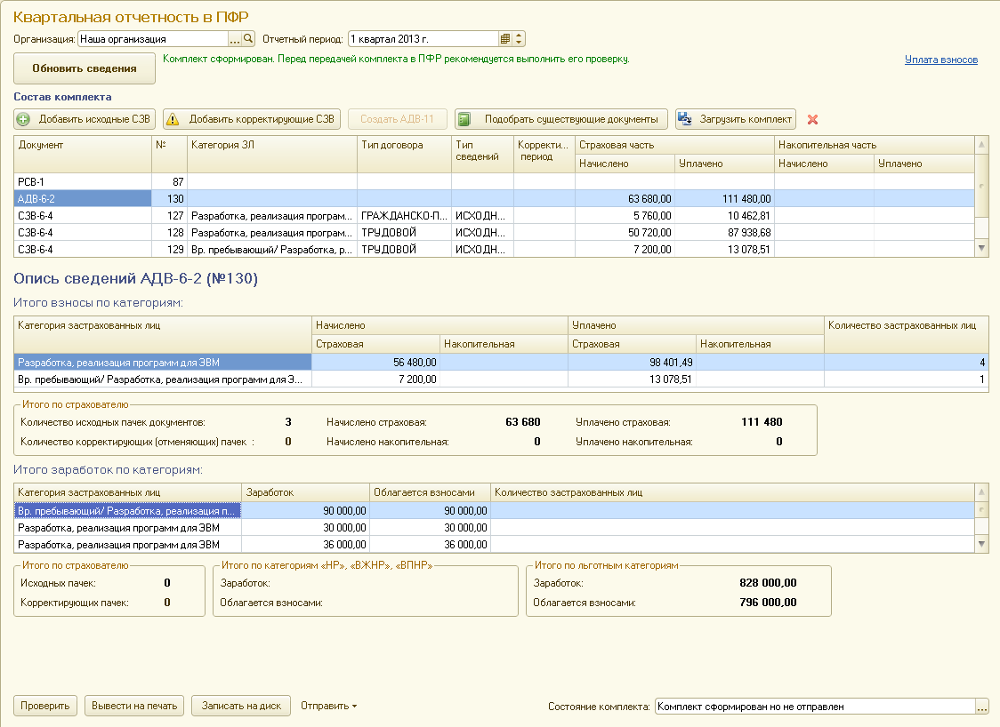 Квартальная отчетность в ПФР
Организация: Наша организация ... Отчетный период: 1 квартал 2013 г.
Обновить сведения
Комплект сформирован. Перед передачей комплекта в ПФР рекомендуется выполнить его проверку.
Уплата взносов
Состав комплекта
Добавить исходные СЗВ Добавить корректирующие СЗВ Создать АДВ-11 Подобрать существующие документы Загрузить комплект
Документ № Категория ЗЛ Тип договора Тип сведений Корректи... период Страховая часть Накопительная часть
Начислено Уплачено Начислено Уплачено
РСВ-1 87
АДВ-6-2 130 63 680,00 111 480,00
СЗВ-6-4 127 Разработка, реализация програм... ГРАЖДАНСКО-П... ИСХОДН... 5 760,00 10 462,81
СЗВ-6-4 128 Разработка, реализация програм... ТРУДОВОЙ ИСХОДН... 50 720,00 87 938,68
СЗВ-6-4 129 Вр. пребывающий/ Разработка, р... ТРУДОВОЙ ИСХОДН... 7 200,00 13 078,51
Опись сведений АДВ-6-2 (№130)
Итого взносы по категориям:
Категория застрахованных лиц Начислено Уплачено Количество застрахованных лиц
Страховая Накопительная Страховая Накопительная
Разработка, реализация программ для ЭВМ 56 480,00 98 401,49 4
Вр. пребывающий/ Разработка, реализация программ для Э... 7 200,00 13 078,51 1
Итого по страхователю
Количество исходных пачек документов: 3 Начислено страховая: 63 680 Уплачено страховая: 111 480
Количество корректирующих (отменяющих) пачек : 0 Начислено накопительная: 0 Уплачено накопительная: 0
Итого заработок по категориям:
Категория застрахованных лиц Заработок Облагается взносами Количество застрахованных лиц
Вр. пребывающий/ Разработка, реализация п... 90 000,00 90 000,00
Разработка, реализация программ для ЭВМ 30 000,00 30 000,00
Разработка, реализация программ для ЭВМ 36 000,00 36 000,00
Итого по страхователю Итого по категориям «НР», «ВЖНР», «ВПНР» Итого по льготным категориям
Исходных пачек: 0 Заработок: Заработок: 828 000,00
Корректирующих пачек: 0 Облагается взносами: Облагается взносами: 796 000,00
Проверить Вывести на печать Записать на диск Отправить Состояние комплекта: Комплект сформирован но не отправлен ...